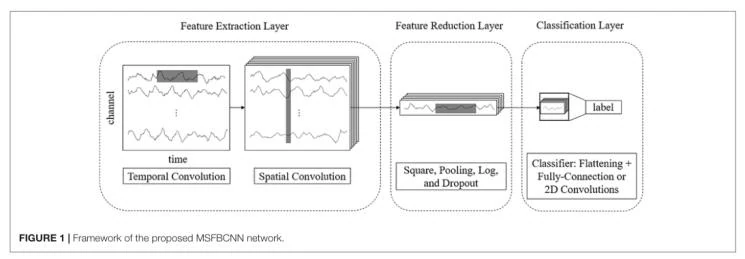 Feature Extraction Layer
Feature Reduction Layer
Classification Layer
channel
time
Temporal Convolution
Spatial Convolution
Square, Pooling, Log,
and Dropout
label
Classifier: Flattening +
Fully-Connection or
2D Convolutions
FIGURE 1 | Framework of the proposed MSFBCNN network.